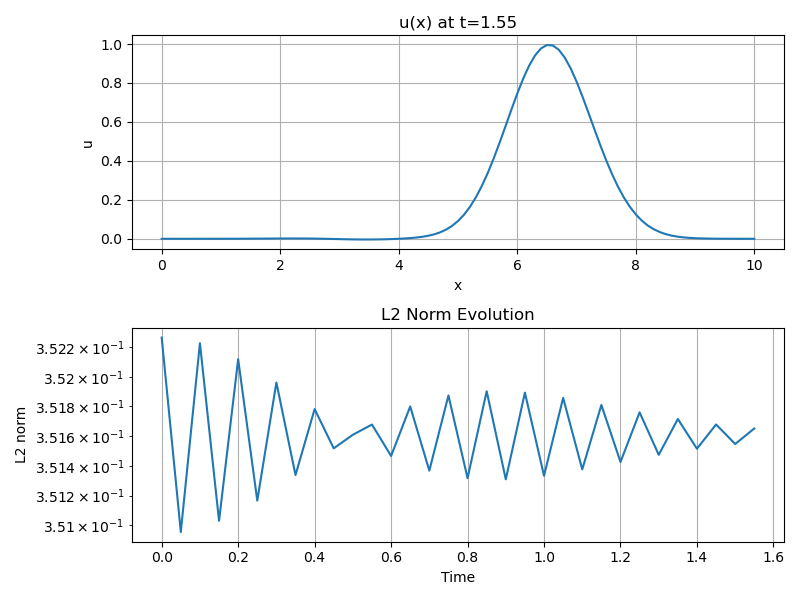 u(x) at t=1.55
1.0
0.8
0.6
0.4
0.2
0.0
u
0 2 4 6 8 10
x
L2 Norm Evolution
3.522 × 10⁻¹
3.52 × 10⁻¹
3.518 × 10⁻¹
3.516 × 10⁻¹
3.514 × 10⁻¹
3.512 × 10⁻¹
3.51 × 10⁻¹
L2 norm
0.0 0.2 0.4 0.6 0.8 1.0 1.2 1.4 1.6
Time